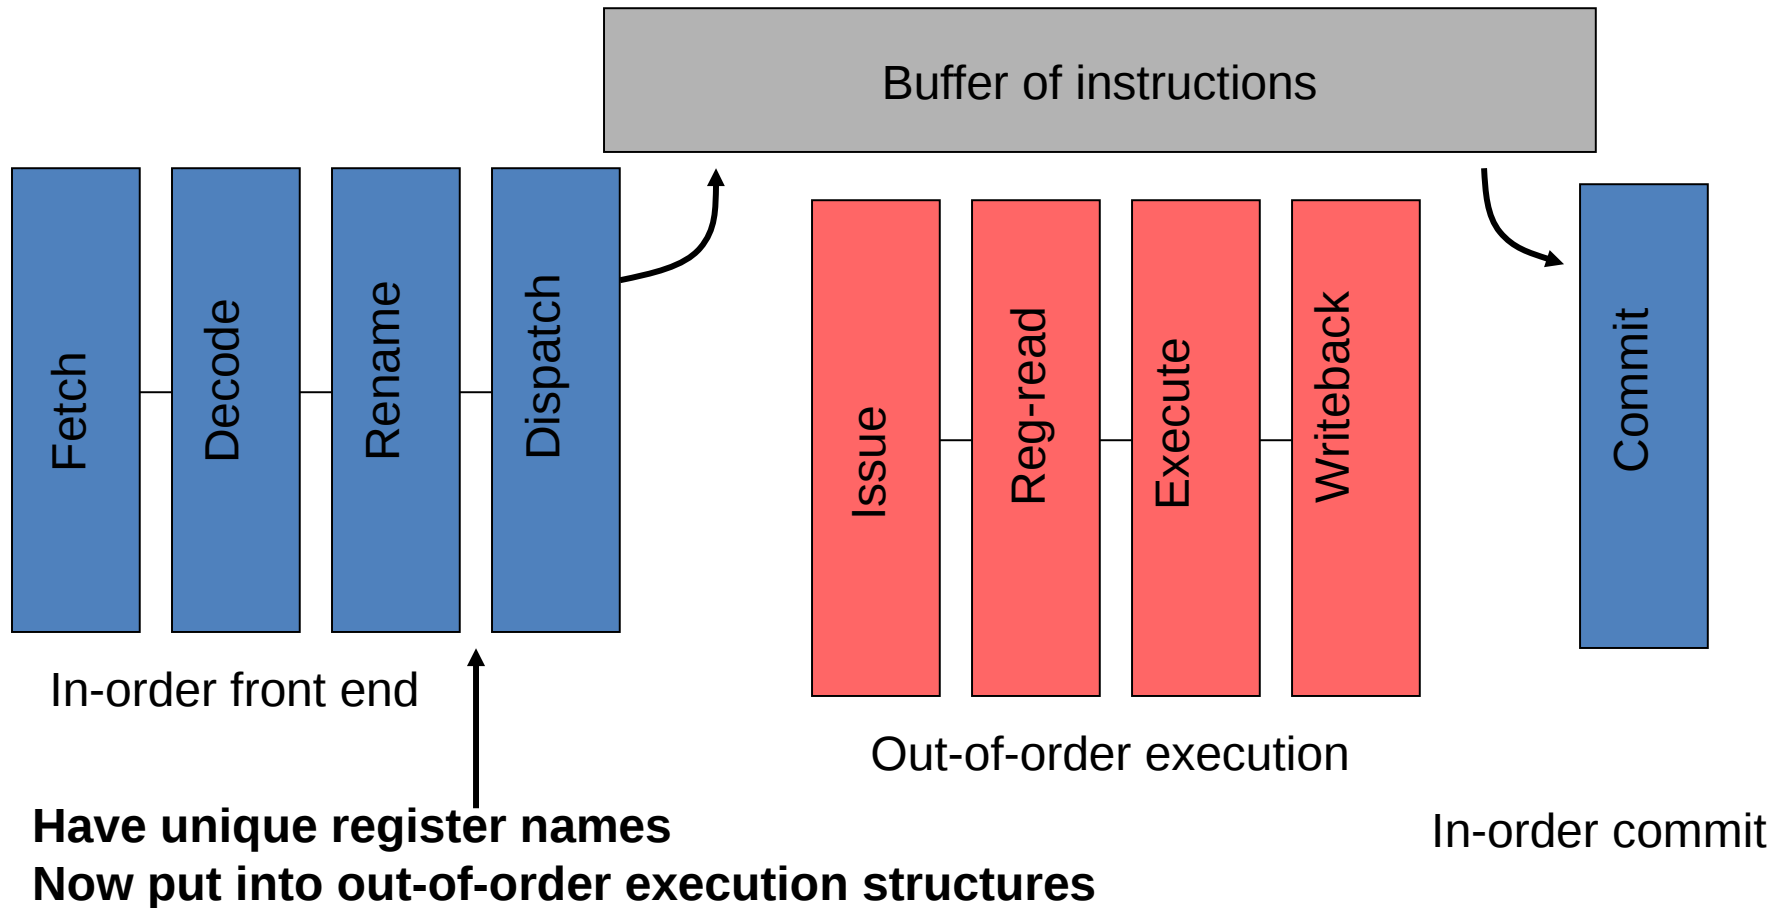 Buffer of instructions
Fetch
Decode
Rename
Dispatch
Issue
Reg-read
Execute
Writeback
Commit
In-order front end
Out-of-order execution
In-order commit
Have unique register names
Now put into out-of-order execution structures